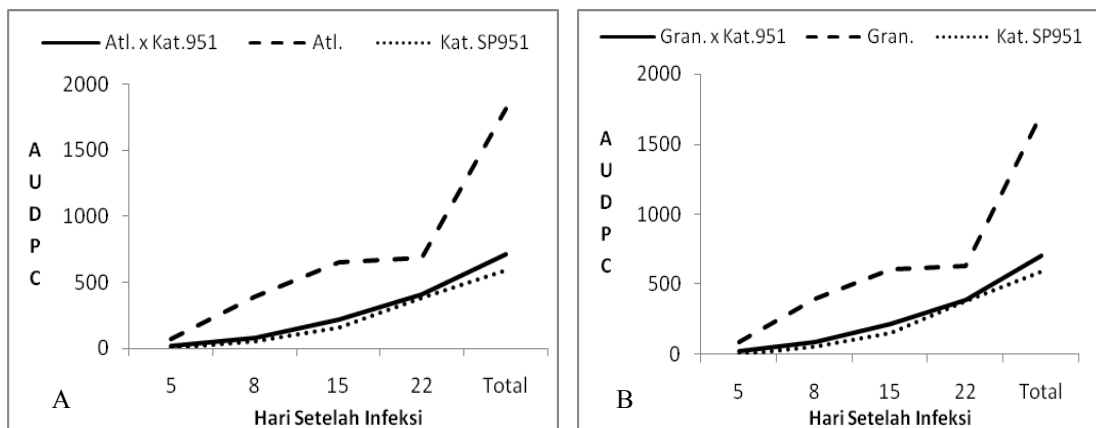 Atl. x Kat.951 Atl. Kat. SP951
2000
1500
1000
500
0
A
U
D
P
C
5 8 15 22 Total
Hari Setelah Infeksi
A
Gran. x Kat.951 Gran. Kat. SP951
2000
1500
1000
500
0
A
U
D
P
C
5 8 15 22 Total
Hari Setelah Infeksi
B